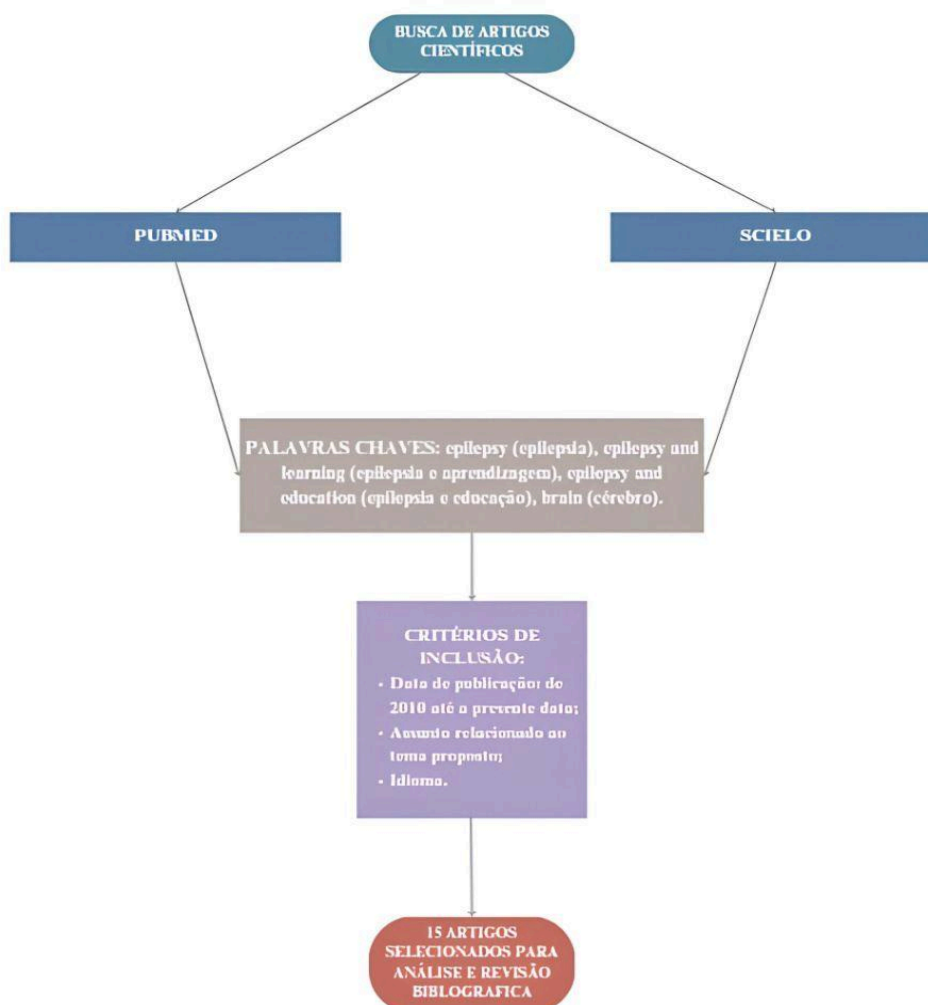 BUSCA DE ARTIGOS
CIENTÍFICOS
PUBMED
SCIELO
PALAVRAS CHAVES: epilepsy (epilepsia), epilepsy and
learning (epilepsia e aprendizagem), epilepsy and
education (epilepsia e educação), brain (cérebro).
CRITÉRIOS DE
INCLUSÃO:
• Data de publicação: de
2010 até a presente data;
• Assunto relacionado ao
tema proposto;
• Idioma.
15 ARTIGOS
SELECIONADOS PARA
ANÁLISE E REVISÃO
BIBLOGRAFICA